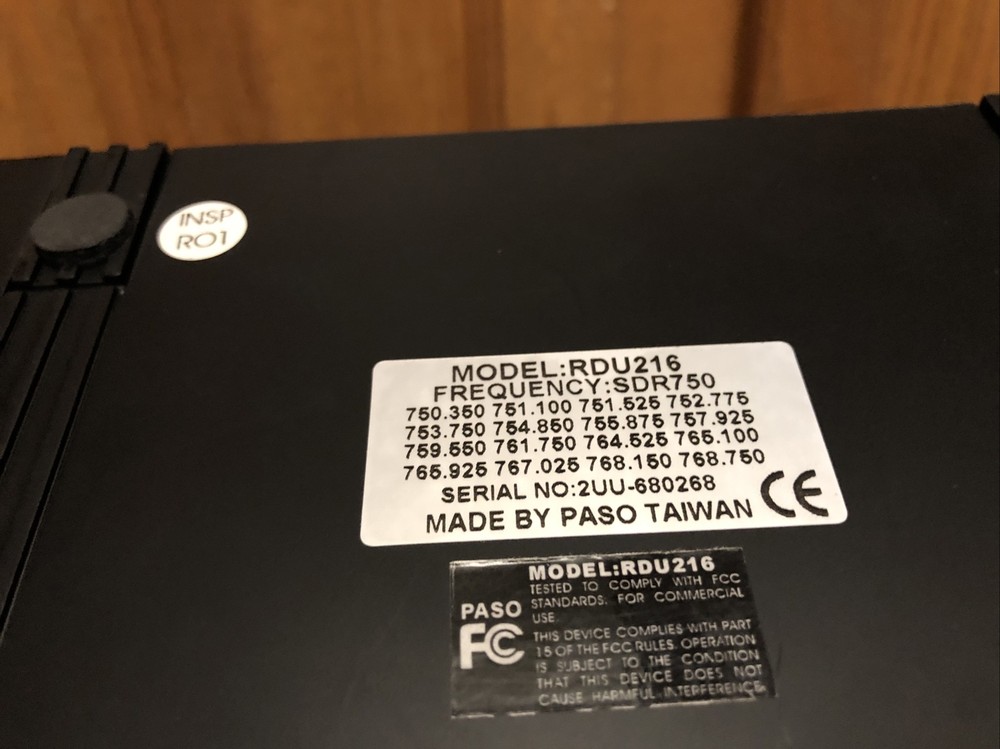 INSP
RO1
MODEL:RDU216
FREQUENCY:SDR750
750.350 751.100 751.525 752.775
753.750 754.850 755.875 757.925
759.550 761.750 764.525 765.100
765.925 767.025 768.150 768.750
SERIAL NO:2UU-680268
MADE BY PASO TAIWAN CE
PASO
FC
MODEL:RDU216
TESTED TO COMPLY WITH FCC
STANDARDS. FOR COMMERCIAL
USE.
THIS DEVICE COMPLIES WITH PART
15 OF THE FCC RULES. OPERATION
IS SUBJECT TO THE CONDITION
THAT THIS DEVICE DOES NOT
CAUSE HARMFUL INTERFERENCE.